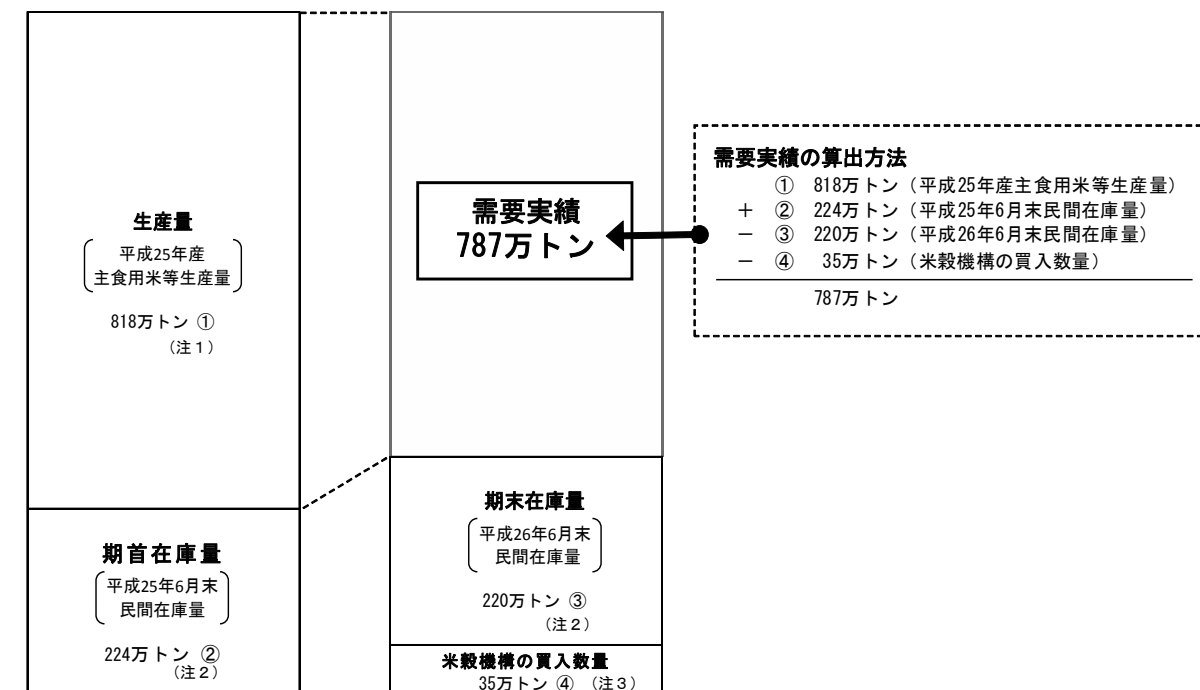 生産量
平成25年産
主食用米等生産量
818万トン ①
（注１）
期首在庫量
平成25年6月末
民間在庫量
224万トン ②
（注２）
需要実績
787万トン
期末在庫量
平成26年6月末
民間在庫量
220万トン ③
（注２）
米穀機構の買入数量
35万トン ④ （注３）
需要実績の算出方法
① 818万トン（平成25年産主食用米等生産量）
＋ ② 224万トン（平成25年6月末民間在庫量）
－ ③ 220万トン（平成26年6月末民間在庫量）
－ ④ 35万トン（米穀機構の買入数量）
787万トン